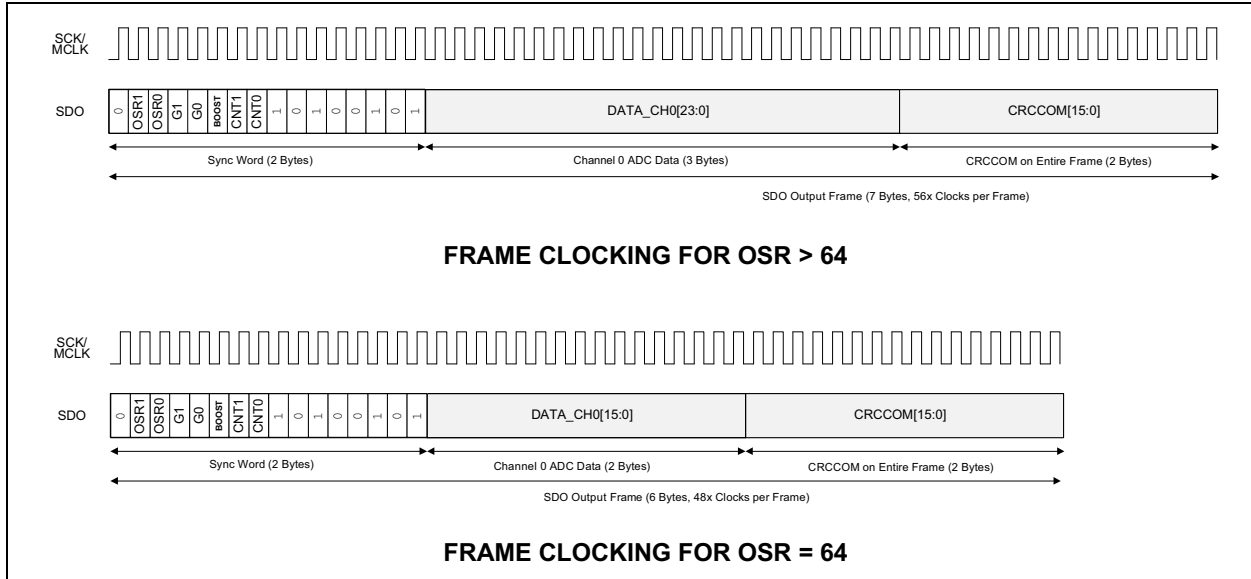 SCK/
MCLK
SDO
0 OSR1 OSR0 G1 G0 BOOST CNT1 CNT0 1 0 1 0 0 1 0 1
DATA_CH0[23:0]
CRCCOM[15:0]
Sync Word (2 Bytes)
Channel 0 ADC Data (3 Bytes)
CRCCOM on Entire Frame (2 Bytes)
SDO Output Frame (7 Bytes, 56x Clocks per Frame)
FRAME CLOCKING FOR OSR > 64
SCK/
MCLK
SDO
0 OSR1 OSR0 G1 G0 BOOST CNT1 CNT0 1 0 1 0 0 1 0 1
DATA_CH0[15:0]
CRCCOM[15:0]
Sync Word (2 Bytes)
Channel 0 ADC Data (2 Bytes)
CRCCOM on Entire Frame (2 Bytes)
SDO Output Frame (6 Bytes, 48x Clocks per Frame)
FRAME CLOCKING FOR OSR = 64